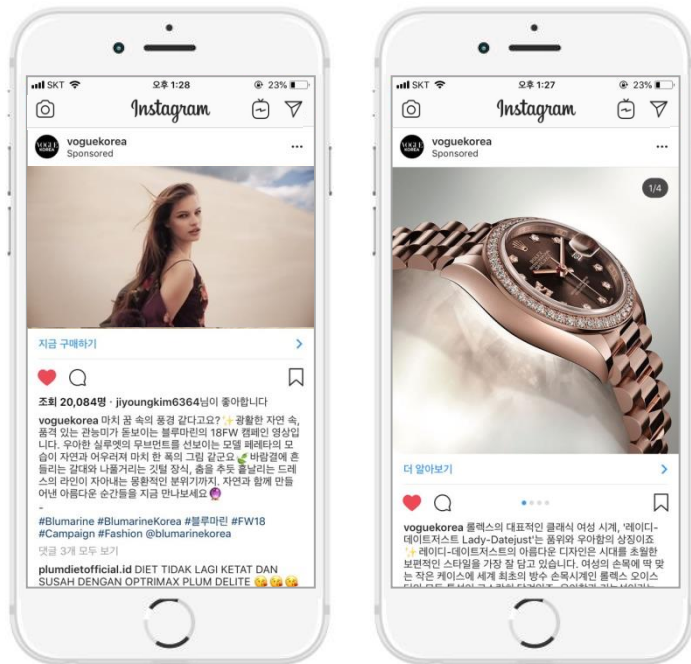 SKT 오후 1:28 23%
Instagram
VOGUE KOREA voguekorea
Sponsored
지금 구매하기
조회 20,084명 · jiyoungkim6364님이 좋아합니다
voguekorea 마치 꿈 속의 풍경 같다고요?✨광활한 자연 속,
품격 있는 관능미가 돋보이는 블루마린의 18FW 캠페인 영상입
니다. 우아한 실루엣의 무브먼트를 선보이는 모델 페레타의 모
습이 자연과 어우러져 마치 한 폭의 그림 같군요🌿 바람결에 흔
들리는 갈대와 나풀거리는 깃털 장식, 춤을 추듯 흩날리는 드레
스의 라인이 자아내는 몽환적인 분위기까지. 자연과 함께 만들
어낸 아름다운 순간들을 지금 만나보세요🔮
-
#Blumarine #BlumarineKorea #블루마린 #FW18
#Campaign #Fashion @blumarinekorea
댓글 3개 모두 보기
plumdietofficial.id DIET TIDAK LAGI KETAT DAN
SUSAH DENGAN OPTRIMAX PLUM DELITE 😘😘😘
SKT 오후 1:27 23%
Instagram
VOGUE KOREA voguekorea
Sponsored
1/4
더 알아보기
voguekorea 롤렉스의 대표적인 클래식 여성 시계, '레이디-
데이트저스트 Lady-Datejust'는 품위와 우아함의 상징이죠
✨ 레이디-데이트저스트의 아름다운 디자인은 시대를 초월한
보편적인 스타일을 가장 잘 담고 있습니다. 여성의 손목에 딱 맞
는 작은 케이스에 세계 최초의 방수 손목시계인 롤렉스 오이스